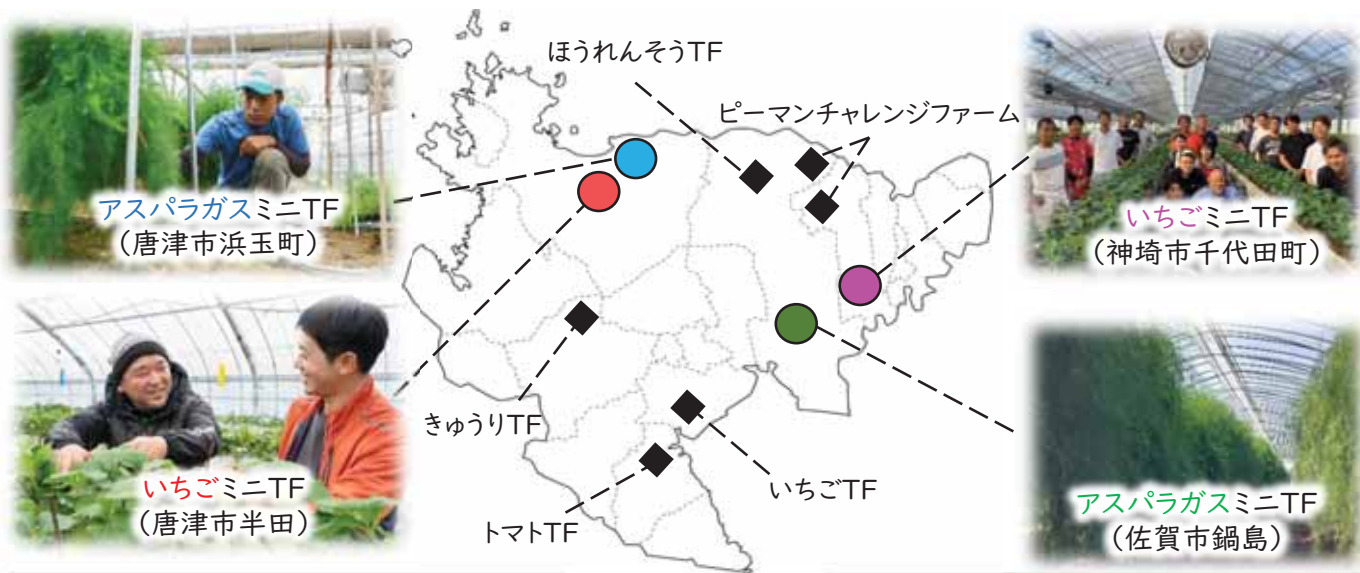 ほうれんそうTF
ピーマンチャレンジファーム
アスパラガスミニTF
(唐津市浜玉町)
いちごミニTF
(神埼市千代田町)
きゅうりTF
いちごミニTF
(唐津市半田)
いちごTF
トマトTF
アスパラガスミニTF
(佐賀市鍋島)